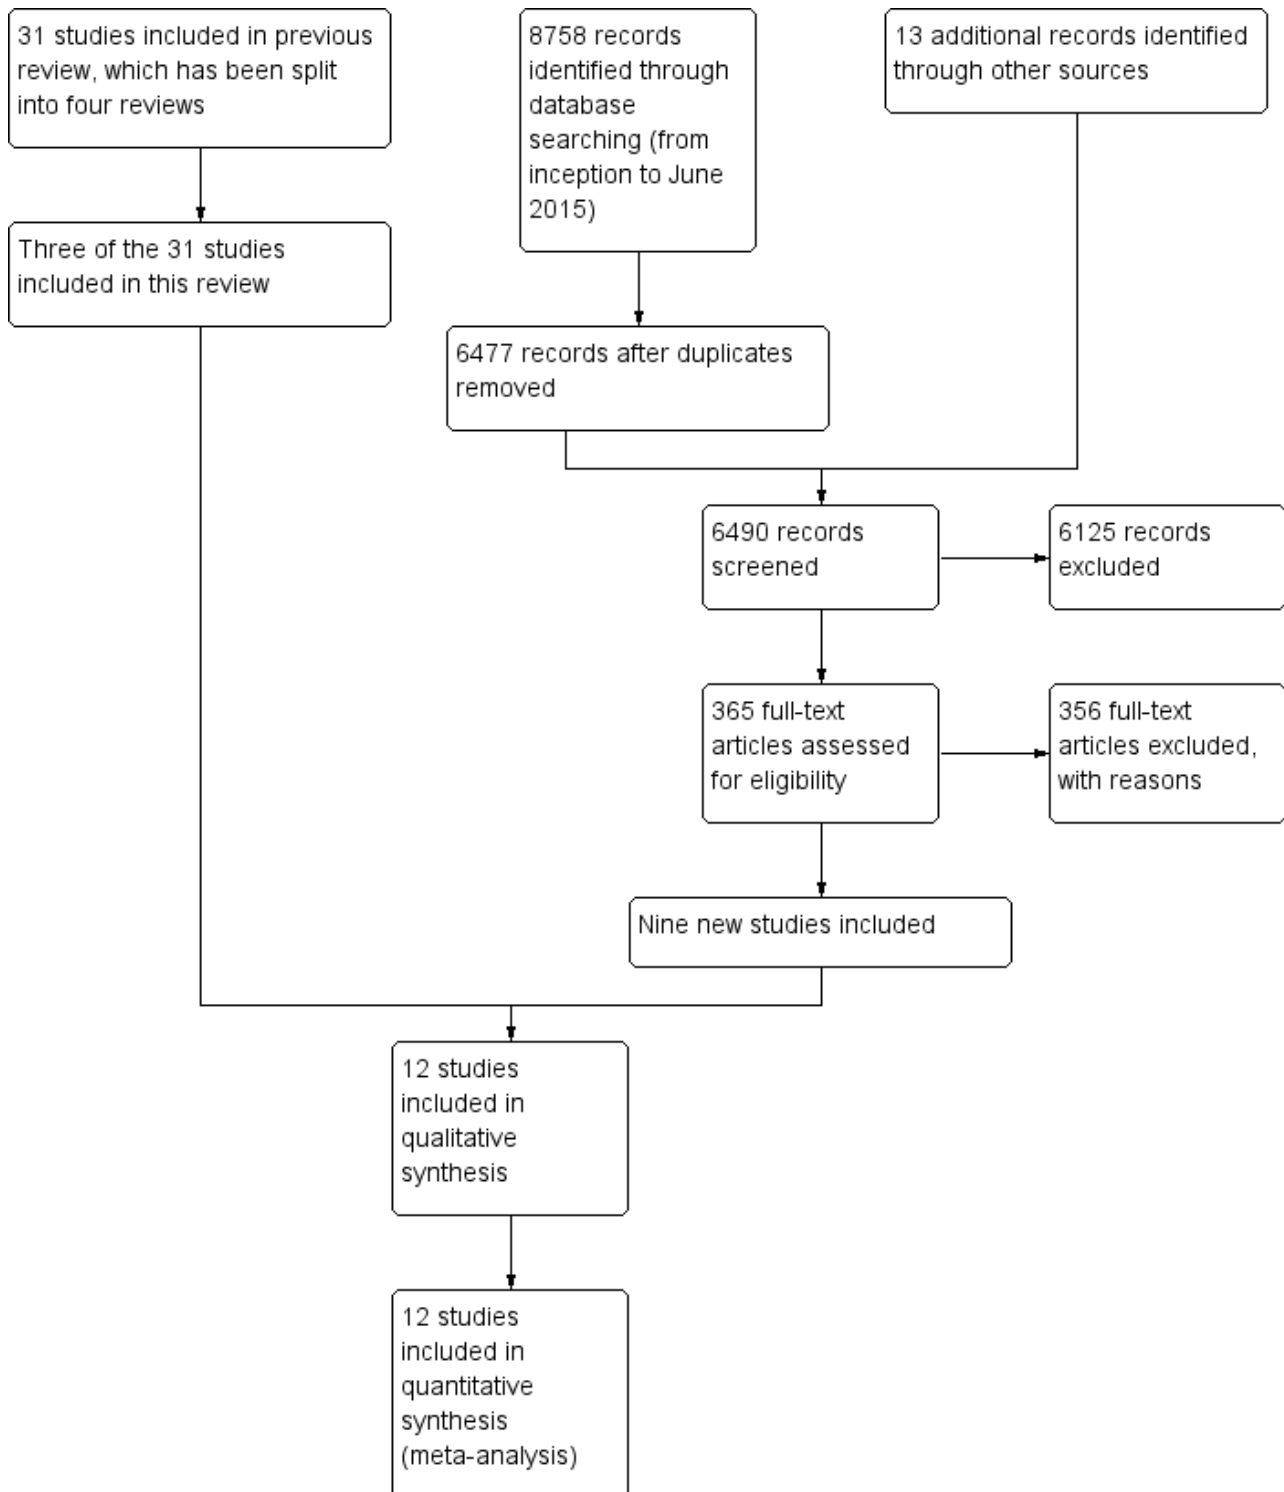 31 studies included in previous
review, which has been split
into four reviews
8758 records
identified through
database
searching (from
inception to June
2015)
13 additional records identified
through other sources
Three of the 31 studies
included in this review
6477 records after duplicates
removed
6490 records
screened
6125 records
excluded
365 full-text
articles assessed
for eligibility
356 full-text
articles excluded,
with reasons
Nine new studies included
12 studies
included in
qualitative
synthesis
12 studies
included in
quantitative
synthesis
(meta-analysis)